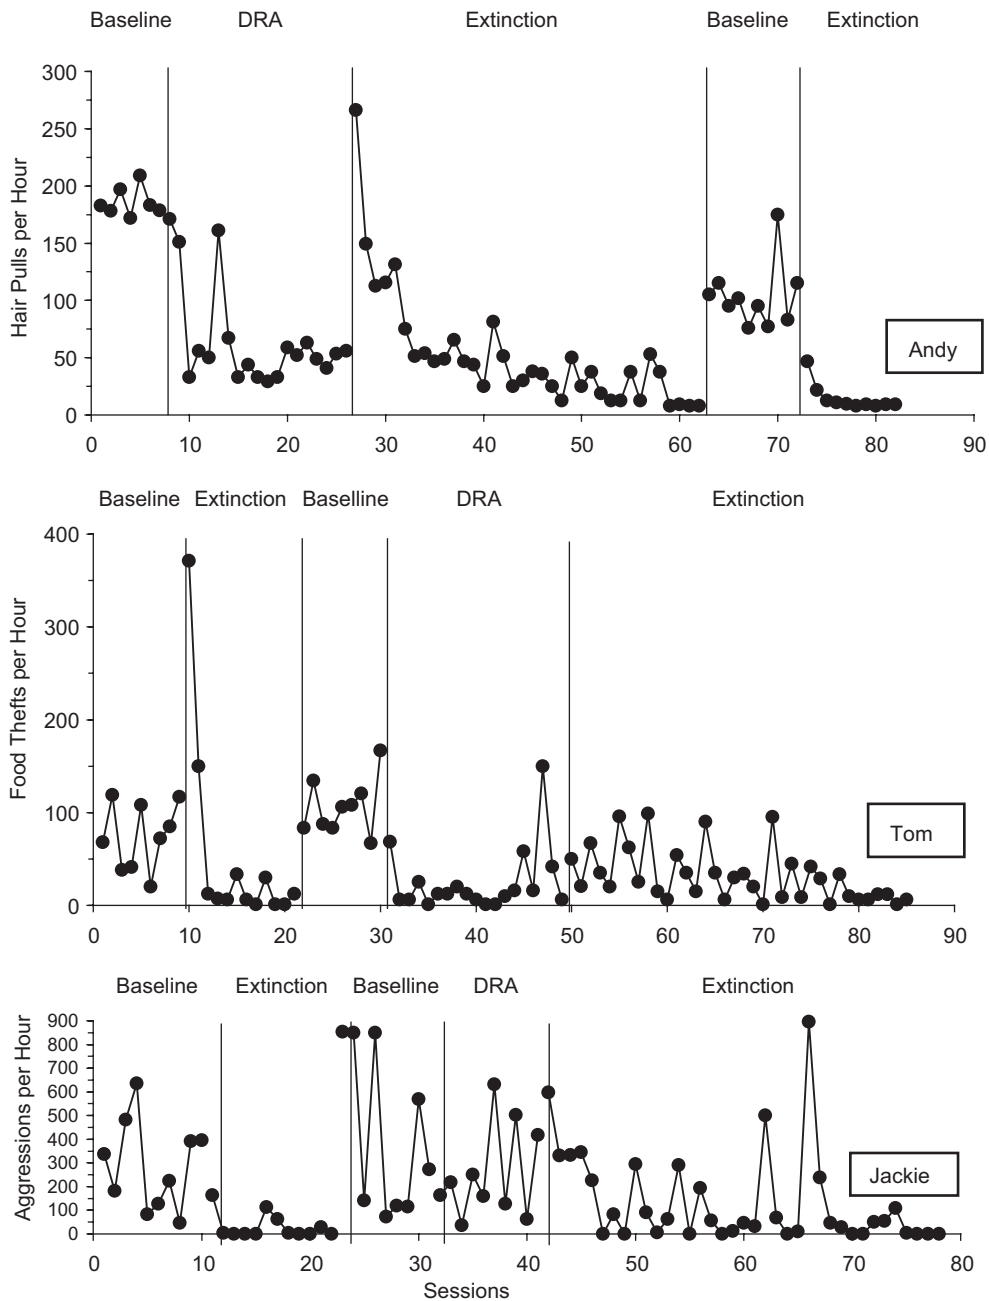 Baseline DRA Extinction Baseline Extinction
300
250
200
150
100
50
0
Hair Pulls per Hour
Andy
0 10 20 30 40 50 60 70 80 90
Baseline Extinction Baselline DRA Extinction
400
300
200
100
0
Food Thefts per Hour
Tom
0 10 20 30 40 50 60 70 80 90
Baseline Extinction Baselline DRA Extinction
900
800
700
600
500
400
300
200
100
0
Aggressions per Hour
Jackie
0 10 20 30 40 50 60 70 80
Sessions